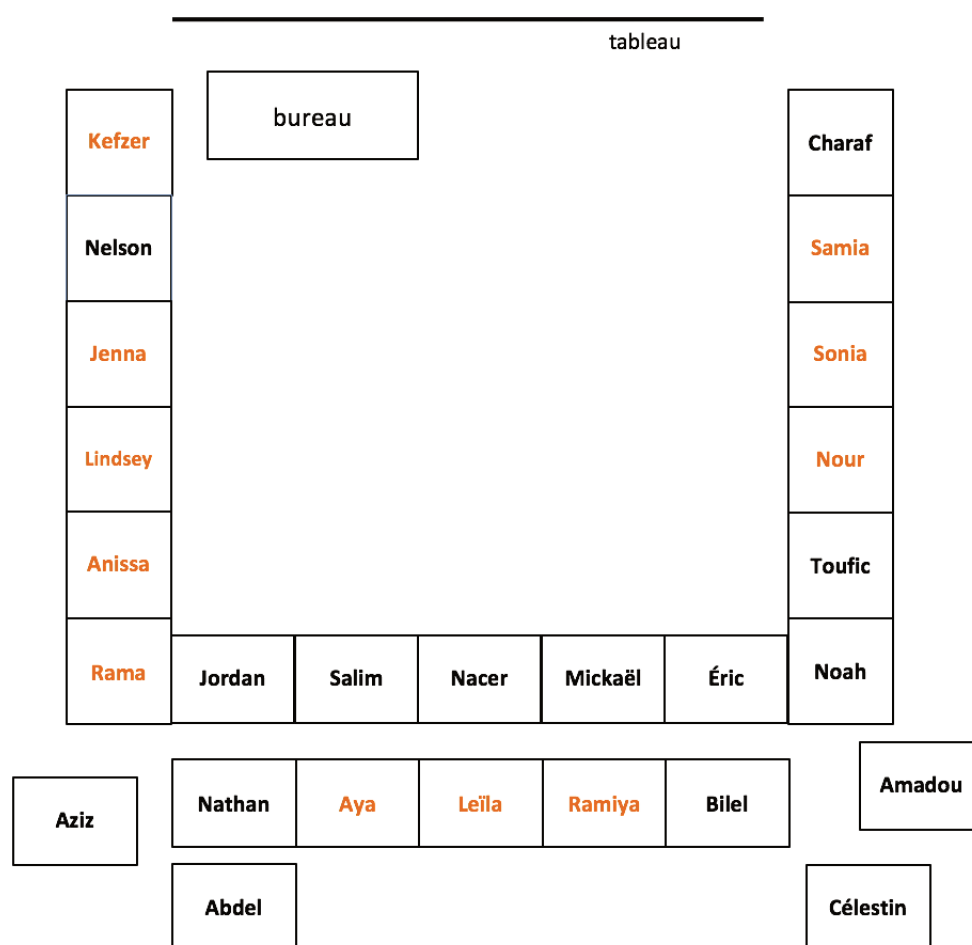 tableau
bureau
Kefzer
Charaf
Nelson
Samia
Jenna
Sonia
Lindsey
Nour
Anissa
Toufic
Rama
Jordan
Salim
Nacer
Mickaël
Éric
Noah
Aziz
Nathan
Aya
Leïla
Ramiya
Bilel
Amadou
Abdel
Célestin